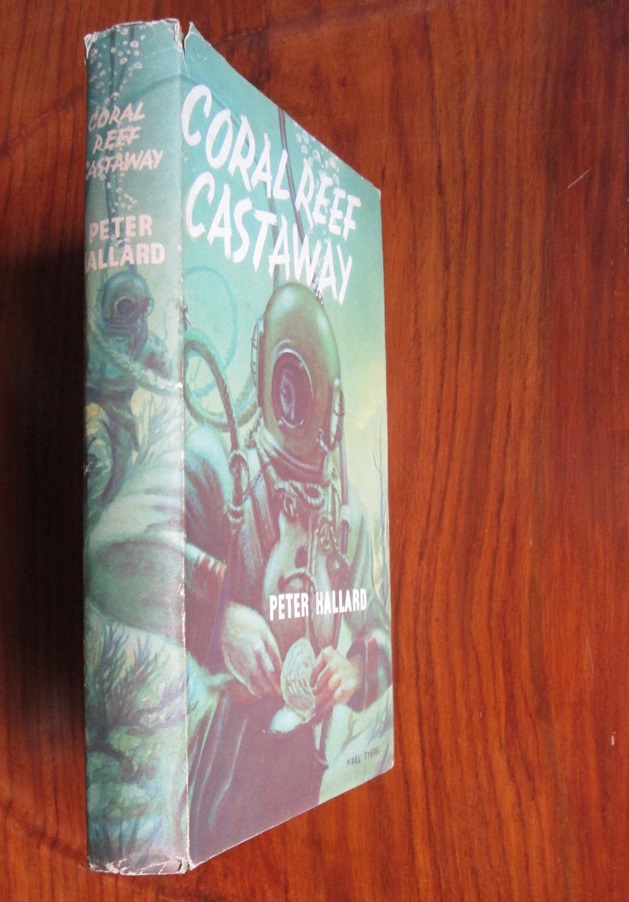 CORAL
REEF
CASTAWAY
PETER
HALLARD
CORAL REEF
CASTAWAY
PETER HALLARD